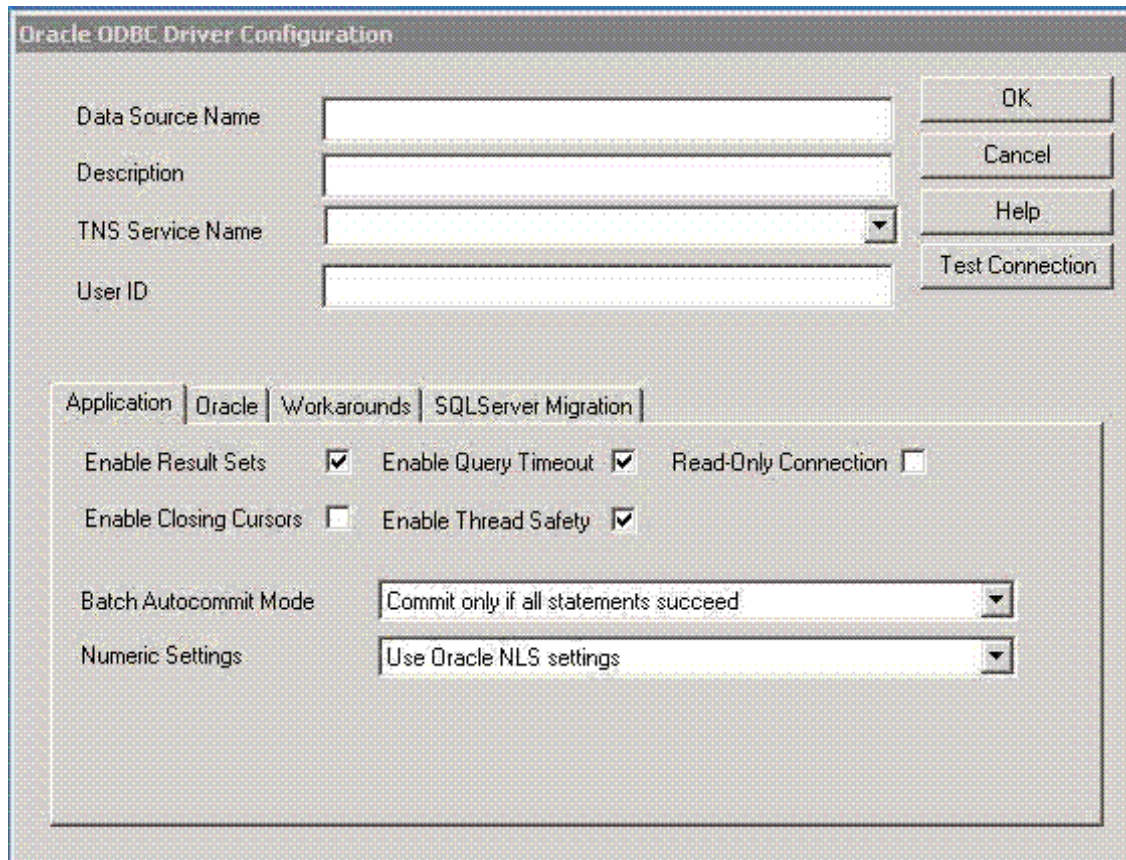 Oracle ODBC Driver Configuration
Data Source Name
OK
Description
Cancel
TNS Service Name
Help
User ID
Test Connection
Application Oracle Workarounds SQLServer Migration
Enable Result Sets Enable Query Timeout Read-Only Connection
Enable Closing Cursors Enable Thread Safety
Batch Autocommit Mode Commit only if all statements succeed
Numeric Settings Use Oracle NLS settings